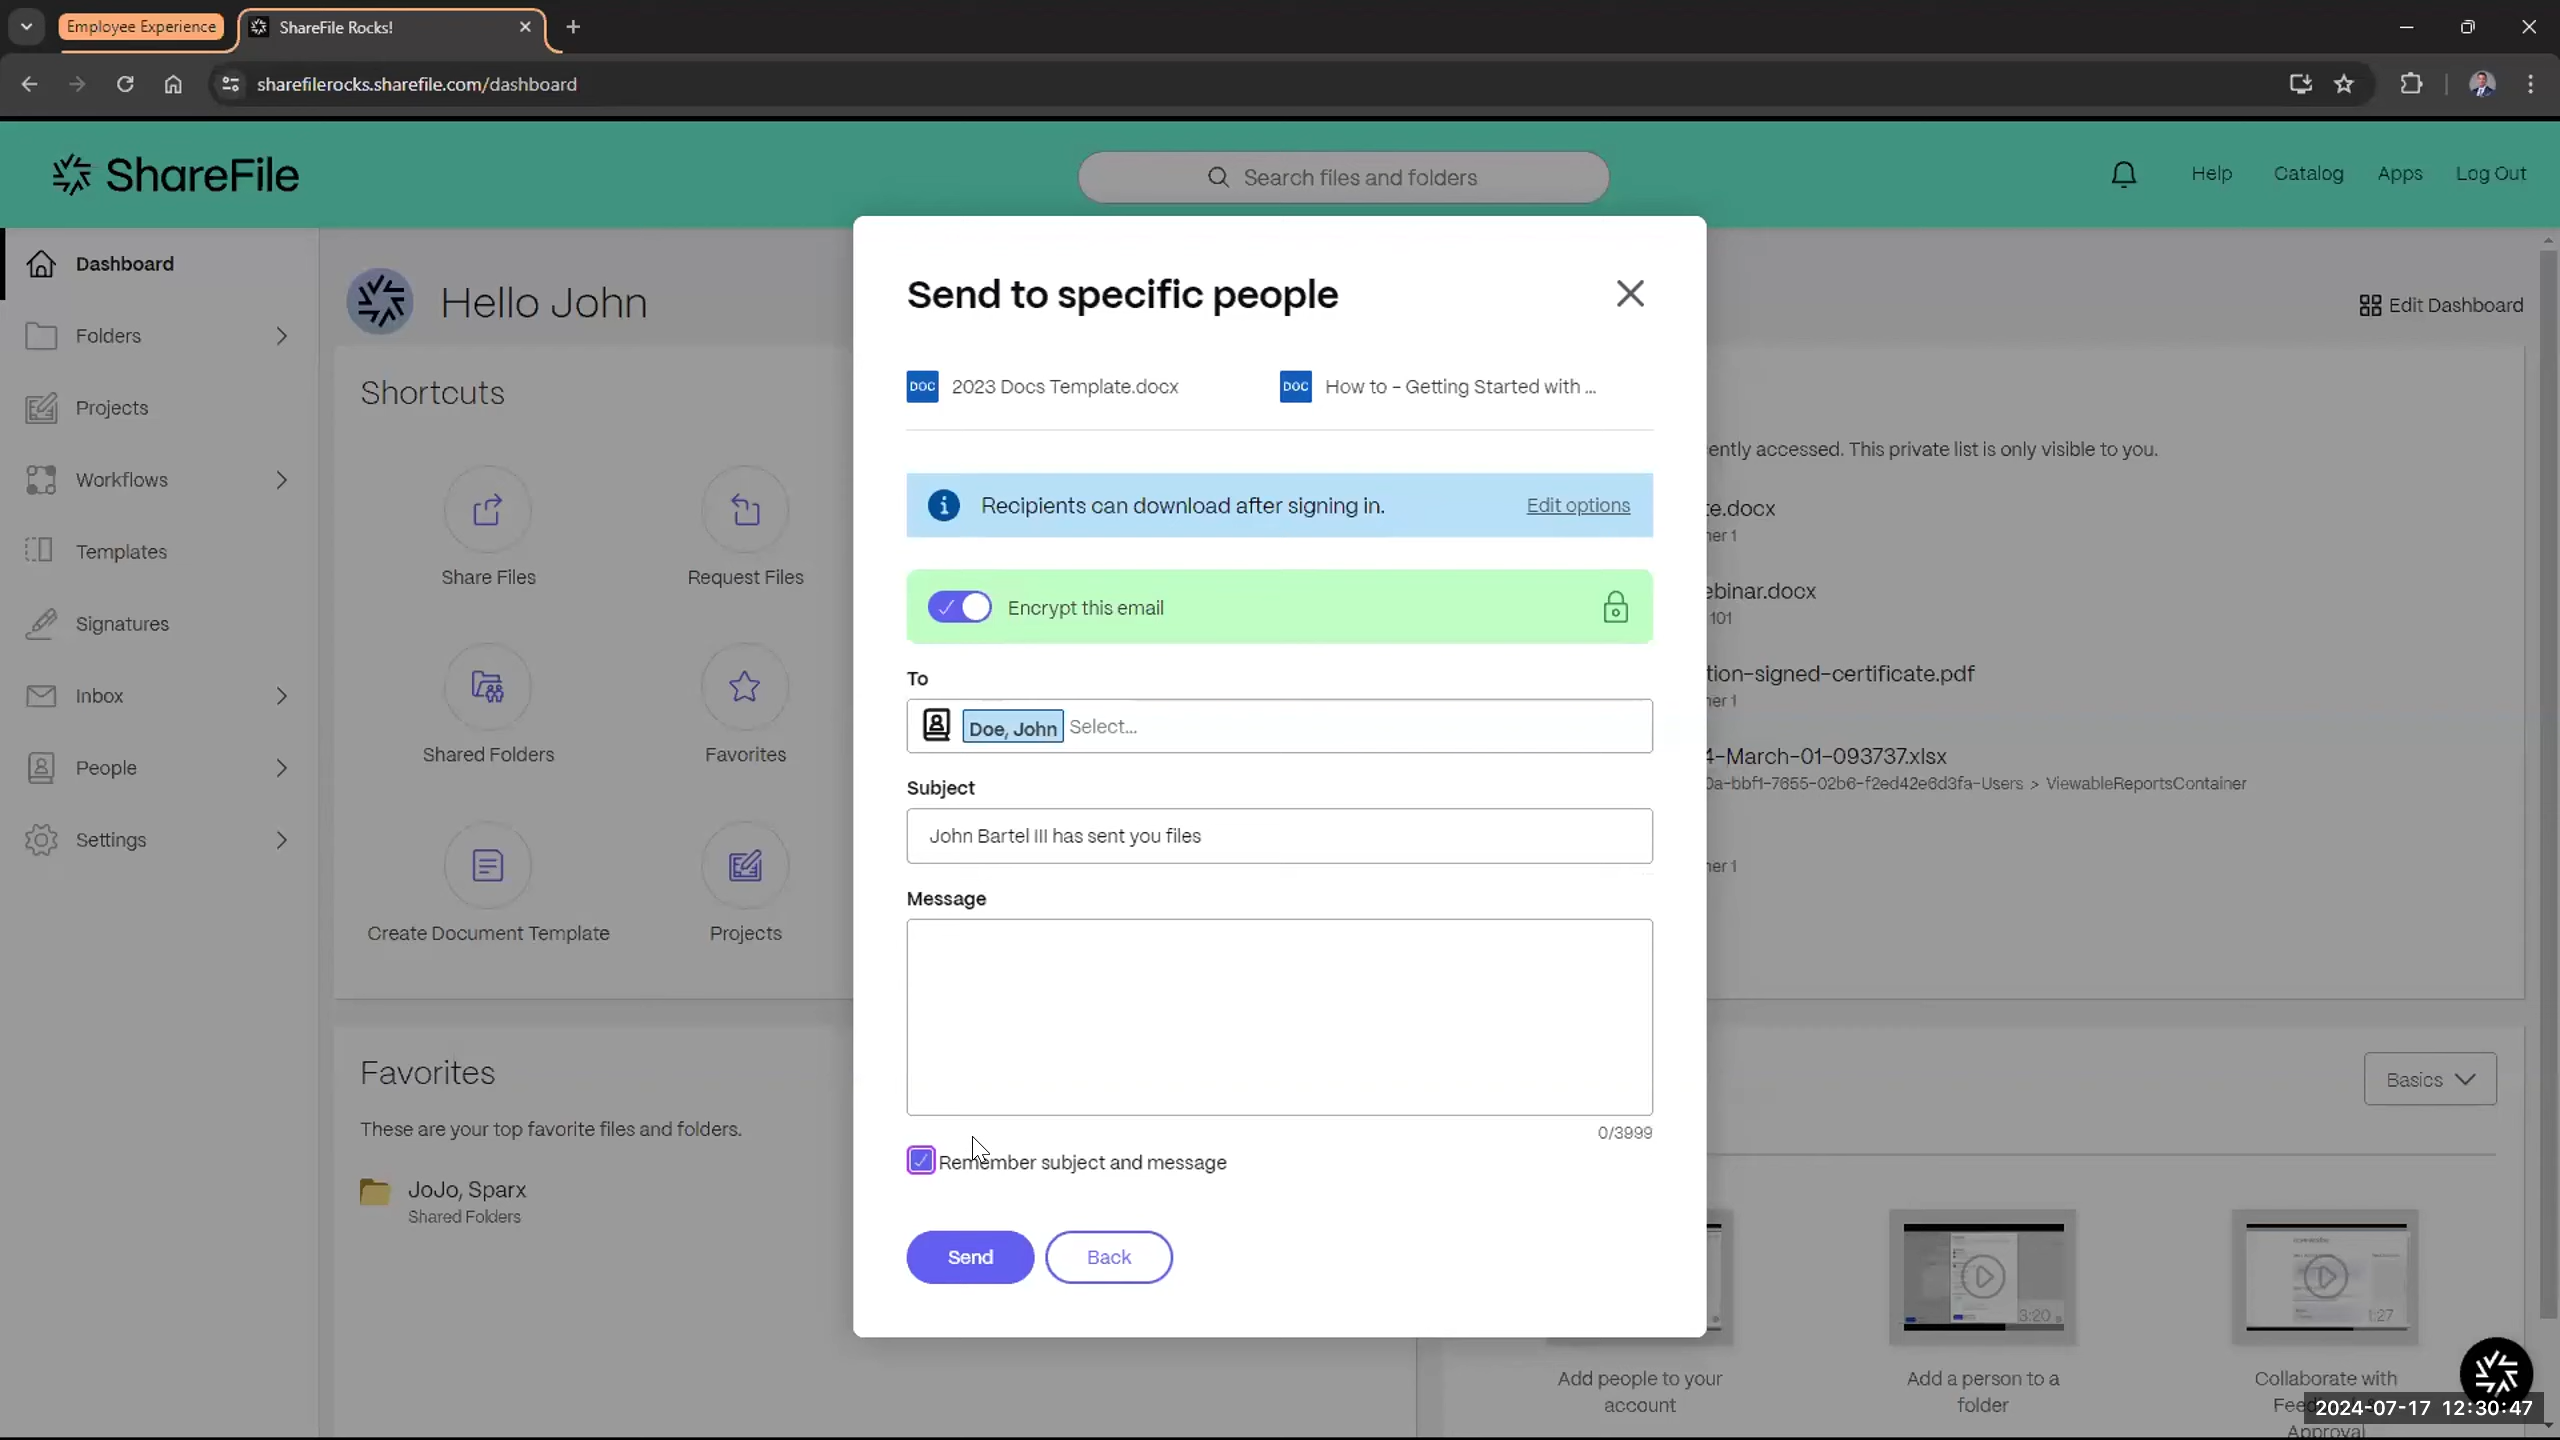 Employee Experience
ShareFile Rocks!
sharefilerocks.sharefile.com/dashboard
ShareFile
Search files and folders
Help
Catalog
Apps
Log Out
Dashboard
Folders
Projects
Workflows
Templates
Signatures
Inbox
People
Settings
Hello John
Edit Dashboard
Shortcuts
Share Files
Request Files
Shared Folders
Favorites
Create Document Template
Projects
Favorites
These are your top favorite files and folders.
JoJo, Sparx
Shared Folders
Send to specific people
DOC 2023 Docs Template.docx
DOC How to - Getting Started with ...
Recipients can download after signing in.
Edit options
Encrypt this email
To
Doe, John Select...
Subject
John Bartel III has sent you files
Message
0/3999
Remember subject and message
Send
Back
ently accessed. This private list is only visible to you.
te.docx
ner 1
ebinar.docx
101
tion-signed-certificate.pdf
ner 1
4-March-01-093737.xlsx
0a-bbf1-7655-02b6-f2ed42e6d3fa-Users > ViewableReportsContainer
ner 1
Basics
3:20
1:27
Add people to your
account
Add a person to a
folder
Collaborate with
Approval
2024-07-17 12:30:47